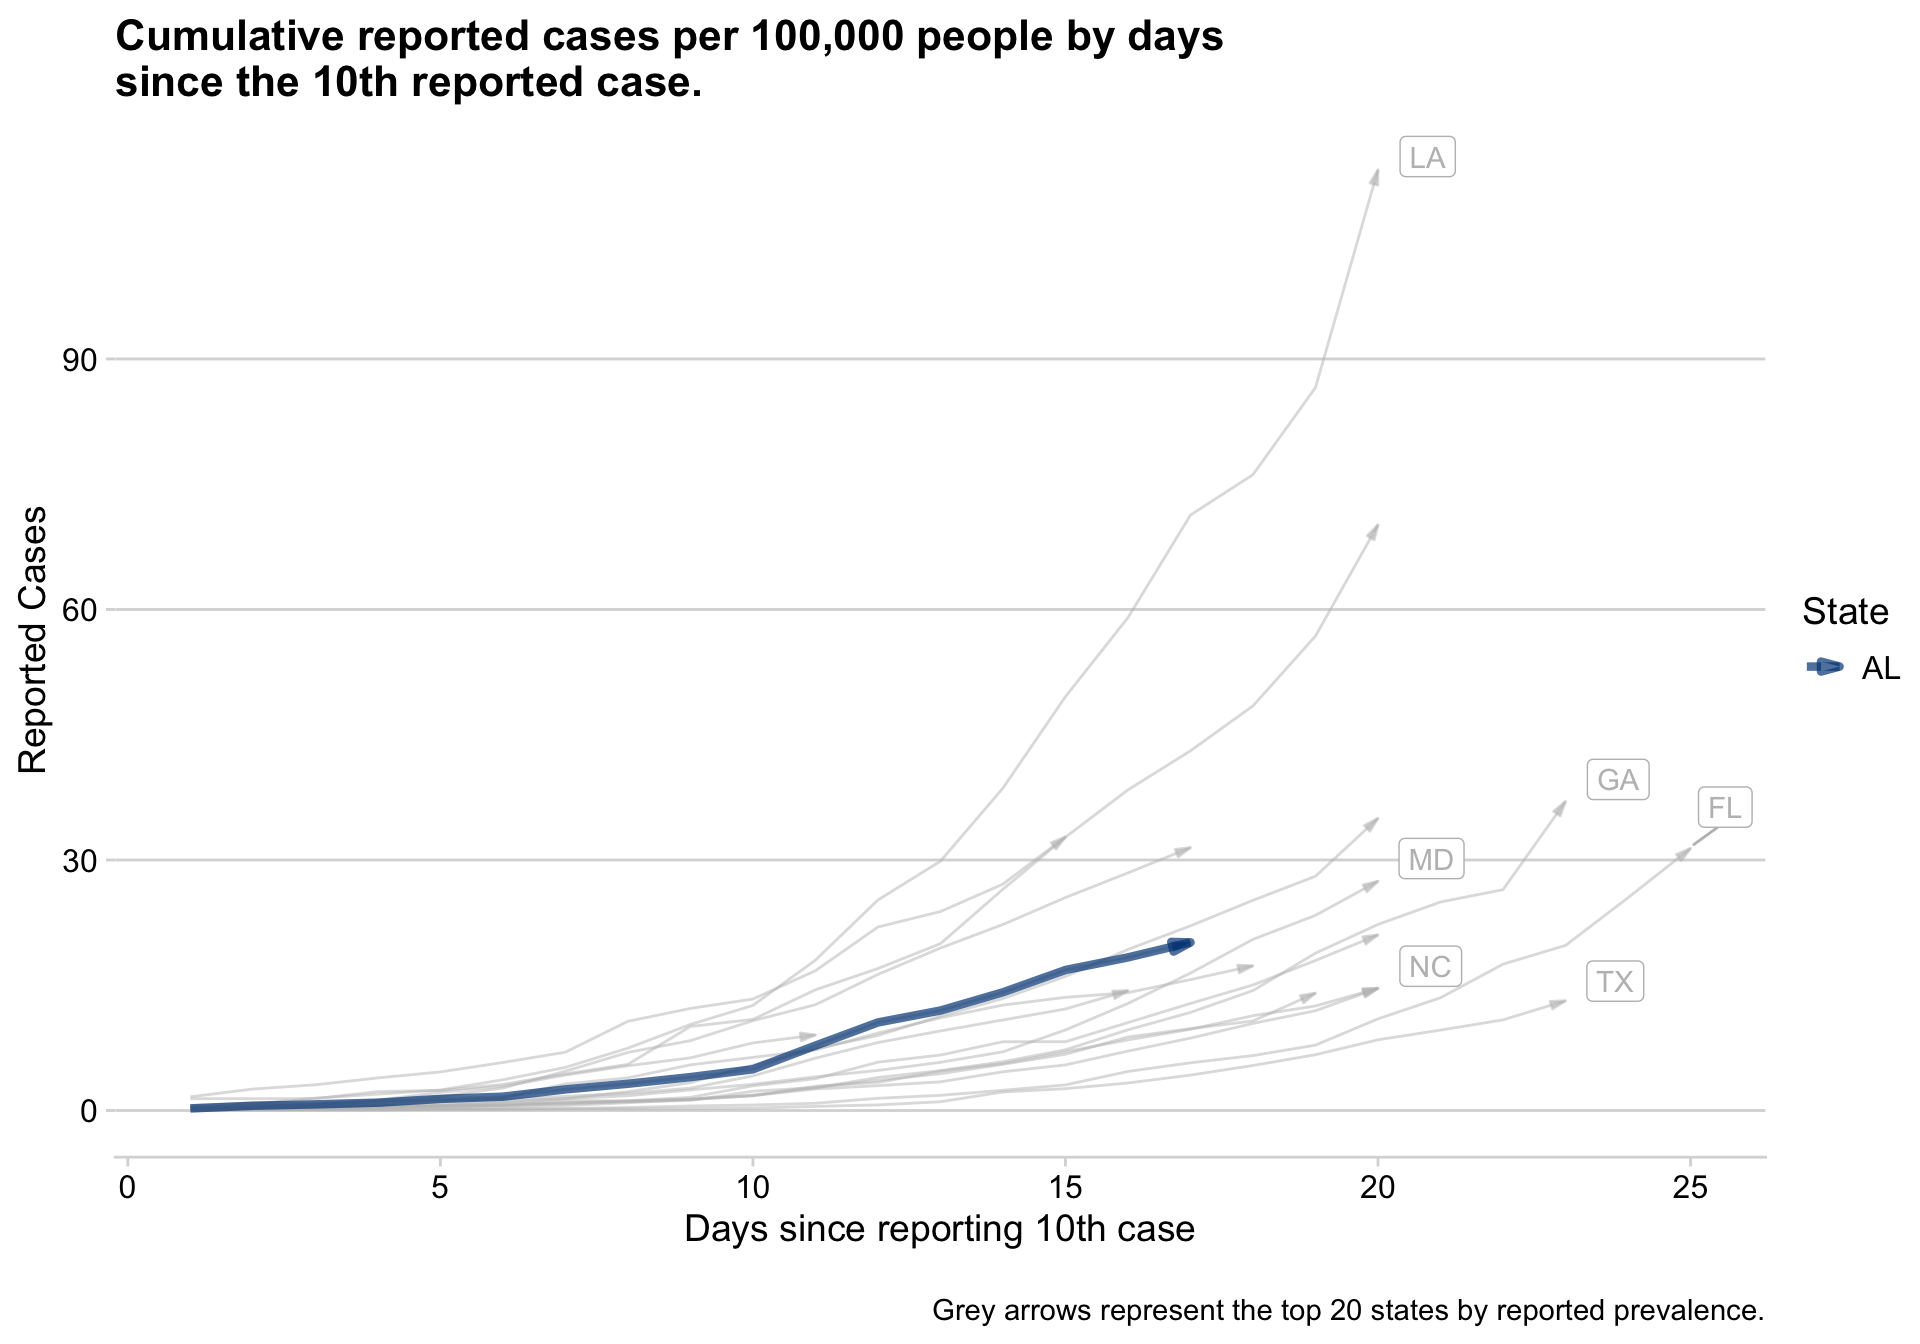 Cumulative reported cases per 100,000 people by days
since the 10th reported case.
LA
90
60
Reported Cases
State
AL
GA
FL
30
MD
NC
TX
0
0 5 10 15 20 25
Days since reporting 10th case
Grey arrows represent the top 20 states by reported prevalence.